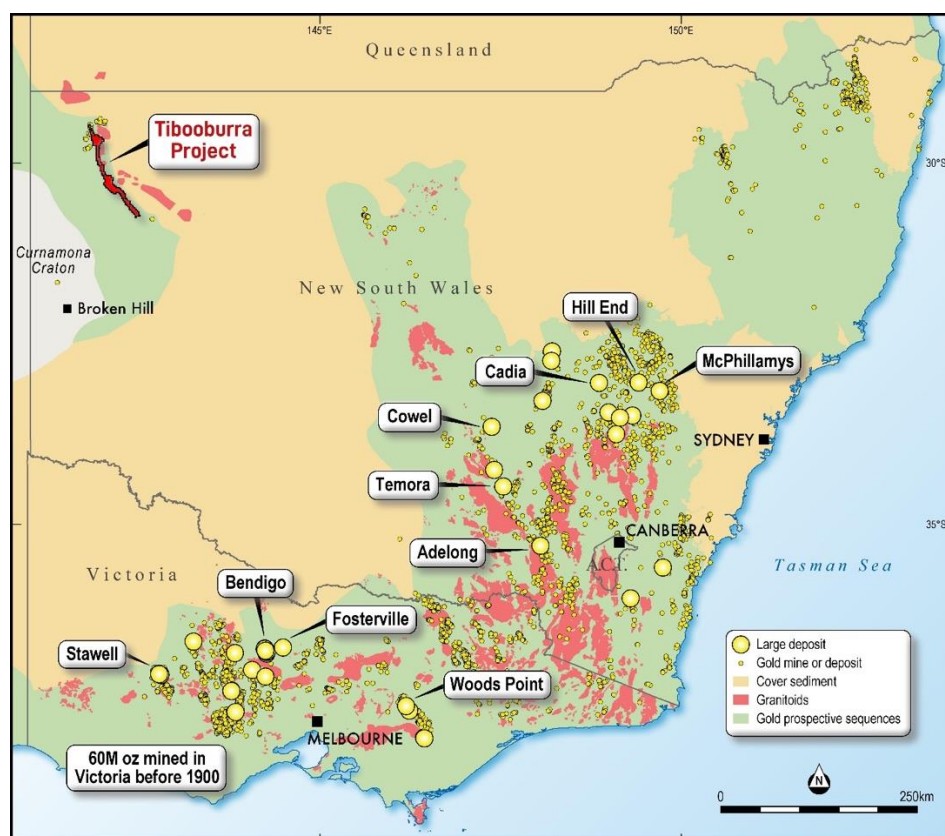 145°E
150°E
Queensland
Tibooburra
Project
30°S
Curnamona
Craton
Broken Hill
New South Wales
Hill End
Cadia
McPhillamys
Cowel
SYDNEY
Temora
CANBERRA
35°S
Adelong
A.C.T.
Tasman Sea
Victoria
Bendigo
Fosterville
Stawell
Woods Point
MELBOURNE
60M oz mined in
Victoria before 1900
Large deposit
Gold mine or deposit
Cover sediment
Granitoids
Gold prospective sequences
N
0
250km